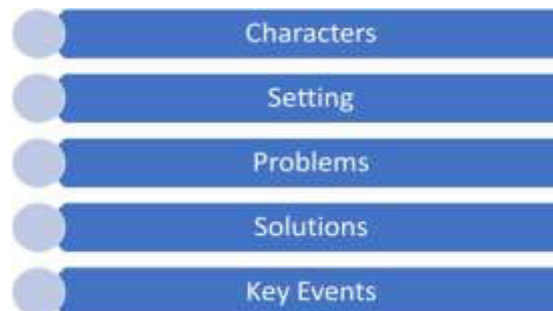 Characters
Setting
Problems
Solutions
Key Events